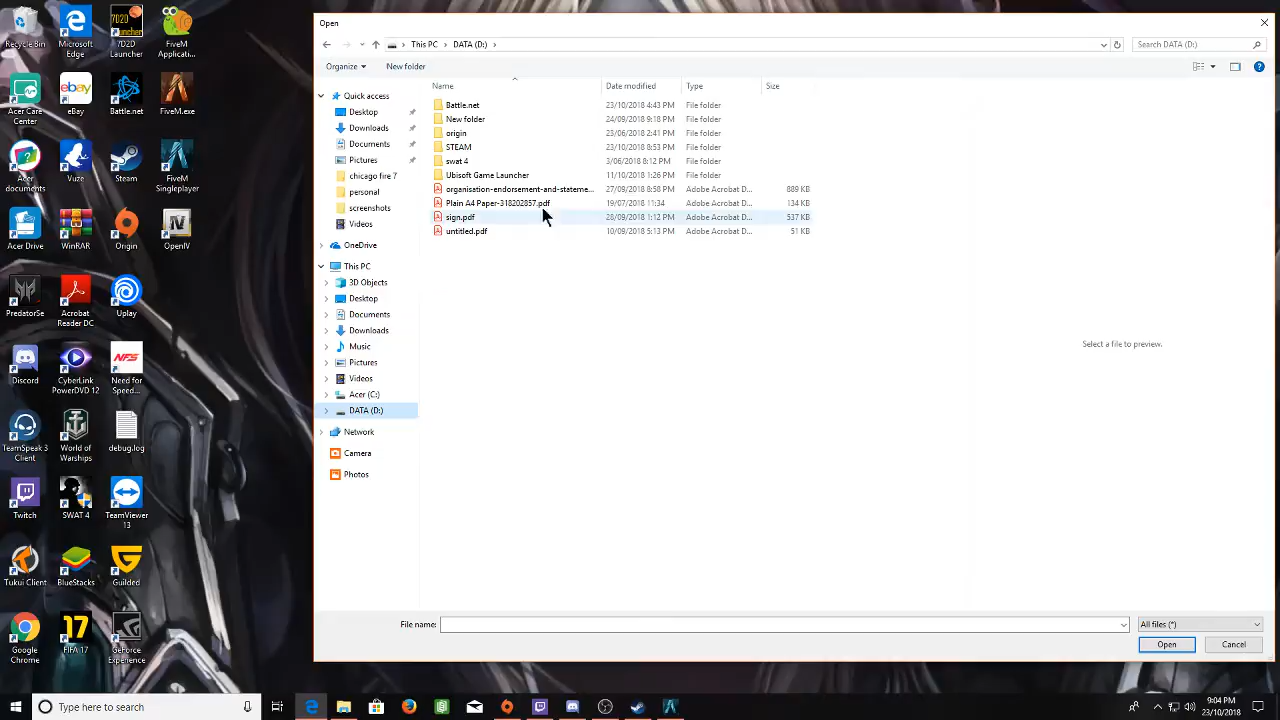 Open
This PC > DATA (D:) >
Search DATA (D:)
Organize
New folder
Name
Date modified
Type
Size
Quick access
Desktop
Downloads
Documents
Pictures
chicago fire 7
personal
screenshots
Videos
OneDrive
This PC
3D Objects
Desktop
Documents
Downloads
Music
Pictures
Videos
Acer (C:)
DATA (D:)
Network
Camera
Photos
Battle.net 23/10/2018 4:43 PM File folder
New folder 24/09/2018 9:18 PM File folder
origin 23/06/2018 2:41 PM File folder
STEAM 23/10/2018 8:53 PM File folder
swat 4 3/06/2018 8:12 PM File folder
Ubisoft Game Launcher 11/10/2018 1:26 PM File folder
organisation-endorsement-and-stateme... 27/09/2018 8:58 PM Adobe Acrobat D... 889 KB
Plain A4 Paper-318202857.pdf 19/07/2018 11:34 Adobe Acrobat D... 134 KB
sign.pdf 28/09/2018 1:12 PM Adobe Acrobat D... 537 KB
untitled.pdf 10/09/2018 5:13 PM Adobe Acrobat D... 51 KB
Select a file to preview.
File name:
All files (*)
Open
Cancel
Recycle Bin
Microsoft Edge
7D2D Launcher
FiveM Applicati...
Acer Care Center
eBay
Battle.net
FiveM.exe
Vuze
Steam
FiveM Singleplayer
Acer Drive
WinRAR
Origin
OpenIV
PredatorSe
Acrobat Reader DC
Uplay
Discord
CyberLink PowerDVD 12
Need for Speed...
TeamSpeak 3 Client
World of Warships
debug.log
Twitch
SWAT 4
TeamViewer 13
Tukui Client
BlueStacks
Guilded
Google Chrome
FIFA 17
GeForce Experience
Type here to search
9:04 PM
23/10/2018